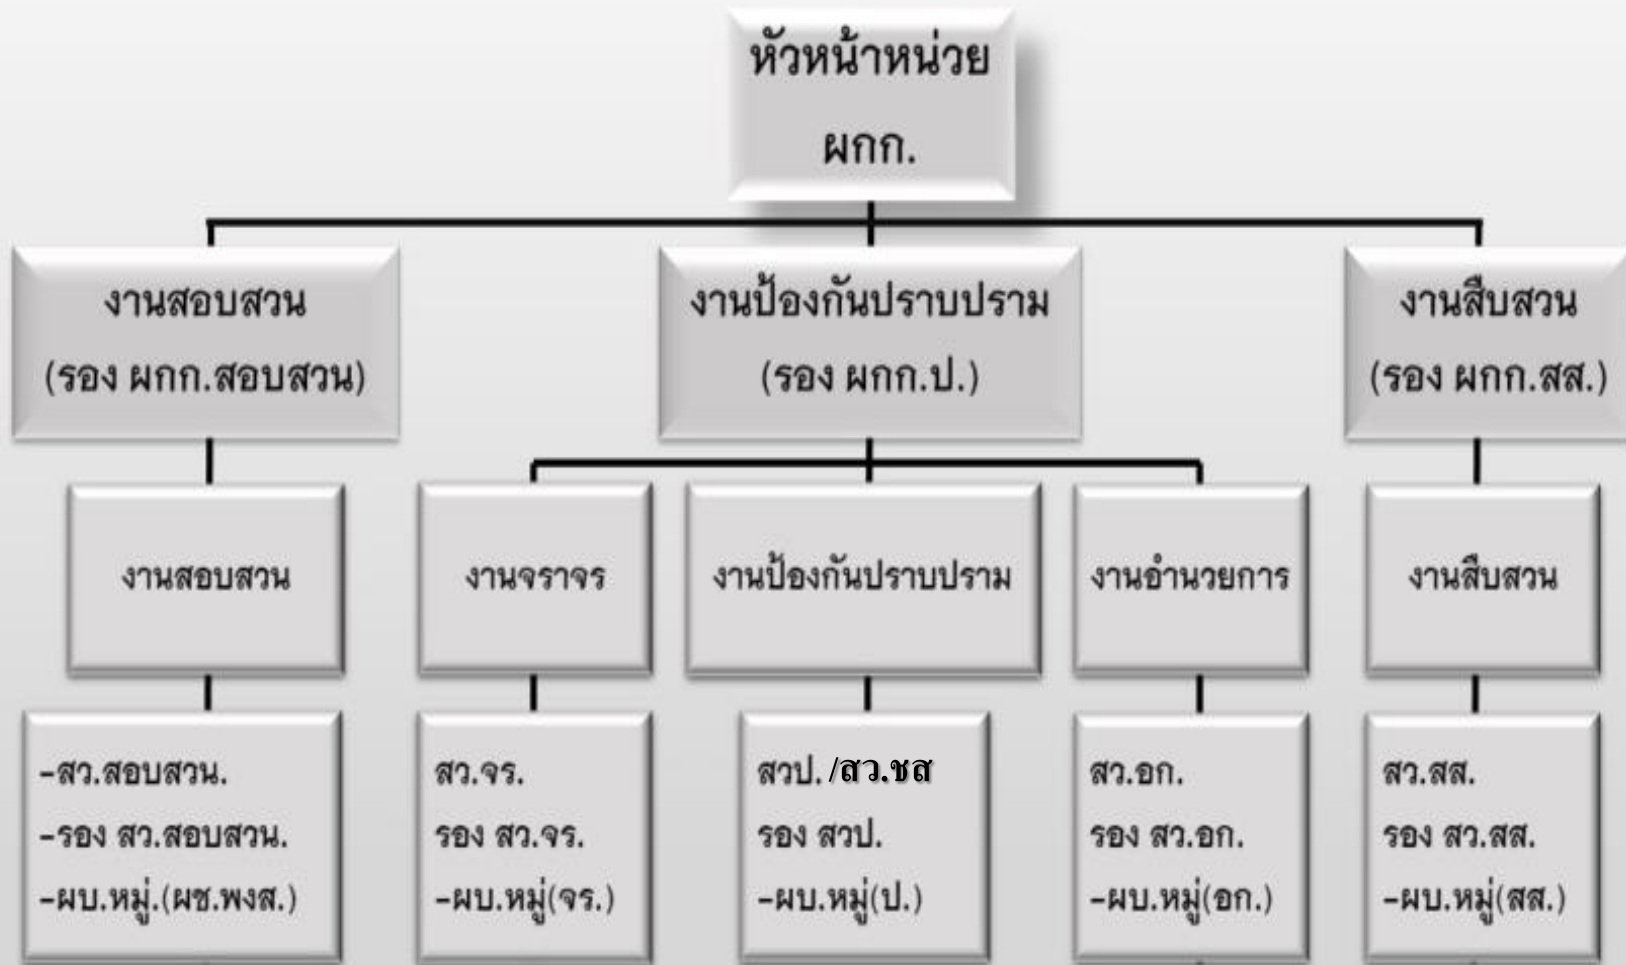 หัวหน้าหน่วย
ผกก.
งานสอบสวน
(รอง ผกก.สอบสวน)
งานป้องกันปราบปราม
(รอง ผกก.ป.)
งานสืบสวน
(รอง ผกก.สส.)
งานสอบสวน
งานจราจร
งานป้องกันปราบปราม
งานอำนวยการ
งานสืบสวน
-สว.สอบสวน.
-รอง สว.สอบสวน.
-ผบ.หมู่.(ผช.พงส.)
สว.จร.
รอง สว.จร.
-ผบ.หมู่(จร.)
สวป. /สว.ชส
รอง สวป.
-ผบ.หมู่(ป.)
สว.อก.
รอง สว.อก.
-ผบ.หมู่(อก.)
สว.สส.
รอง สว.สส.
-ผบ.หมู่(สส.)